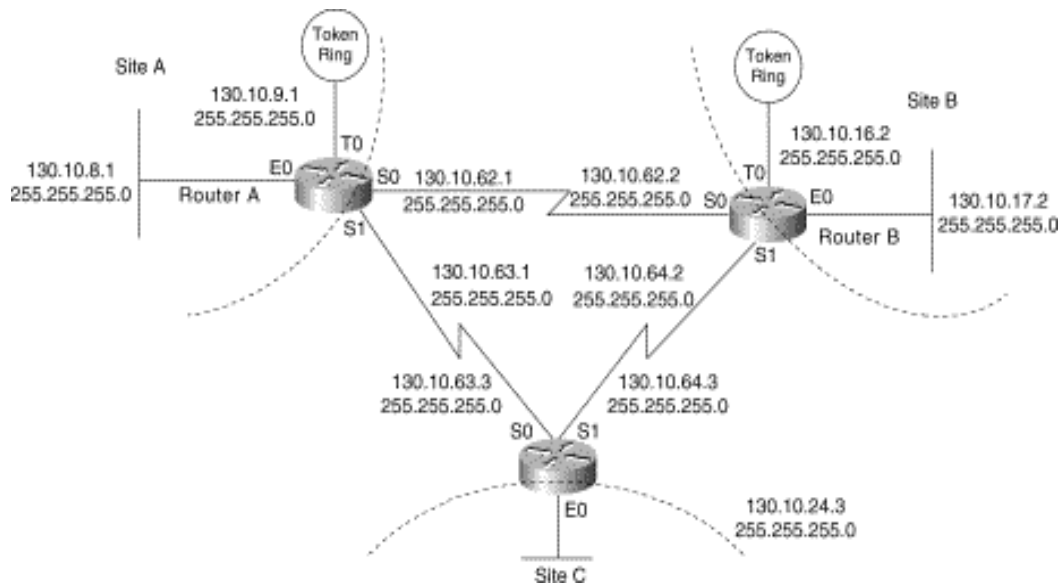 Token
Ring
Site A
130.10.9.1
255.255.255.0
T0
130.10.8.1
255.255.255.0
E0
Router A
S0
S1
130.10.62.1
255.255.255.0
130.10.62.2
255.255.255.0
Token
Ring
Site B
130.10.16.2
255.255.255.0
T0
S0
E0
Router B
S1
130.10.17.2
255.255.255.0
130.10.63.1
255.255.255.0
130.10.64.2
255.255.255.0
130.10.63.3
255.255.255.0
130.10.64.3
255.255.255.0
S0
S1
E0
130.10.24.3
255.255.255.0
Site C